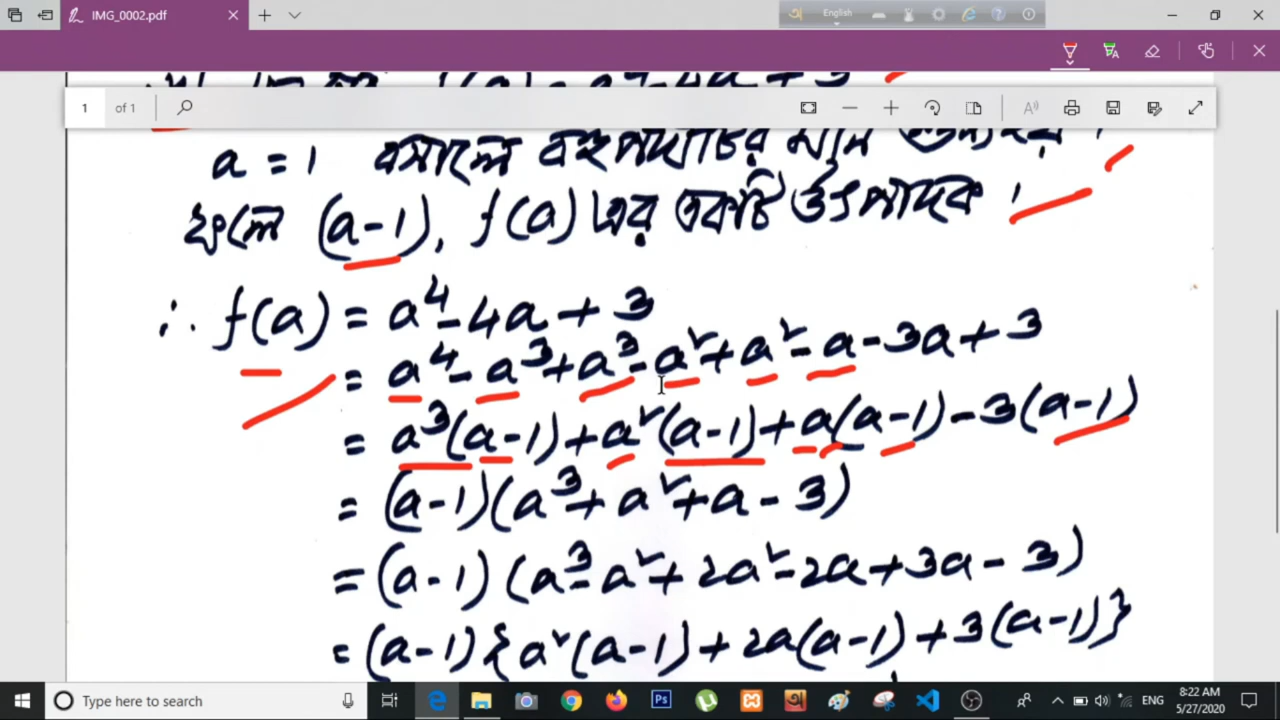 IMG_0002.pdf
English
1 of 1
a = 1 বসালে বহুপদীটির মান শুন্য হয়।
ফলে (a-1), f(a) এর একটি উৎপাদক।
∴ f(a) = a⁴ - 4a + 3
= a⁴ - a³ + a³ - a² + a² - a - 3a + 3
= a³(a-1) + a²(a-1) + a(a-1) - 3(a-1)
= (a-1)(a³ + a² + a - 3)
= (a-1)(a³ - a² + 2a² - 2a + 3a - 3)
= (a-1){a²(a-1) + 2a(a-1) + 3(a-1)}
Type here to search
ENG
8:22 AM
5/27/2020